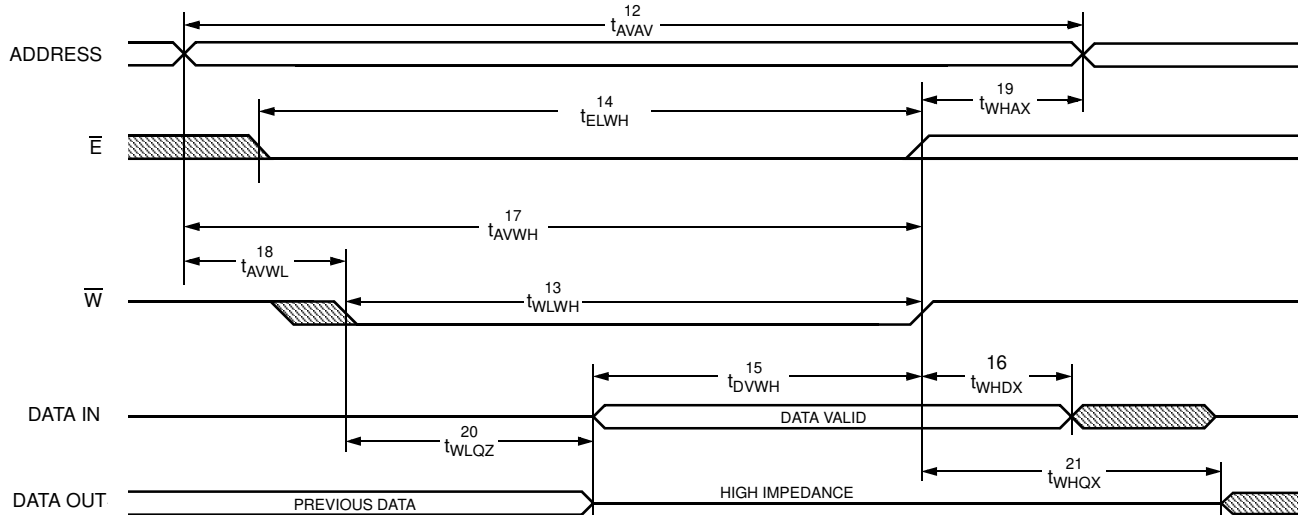 12
tAVAV
ADDRESS
14
tELWH
19
tWHAX
E
17
tAVWH
18
tAVWL
W
13
tWLWH
15
tDVWH
16
tWHDX
DATA IN
DATA VALID
20
tWLQZ
21
tWHQX
DATA OUT
PREVIOUS DATA
HIGH IMPEDANCE